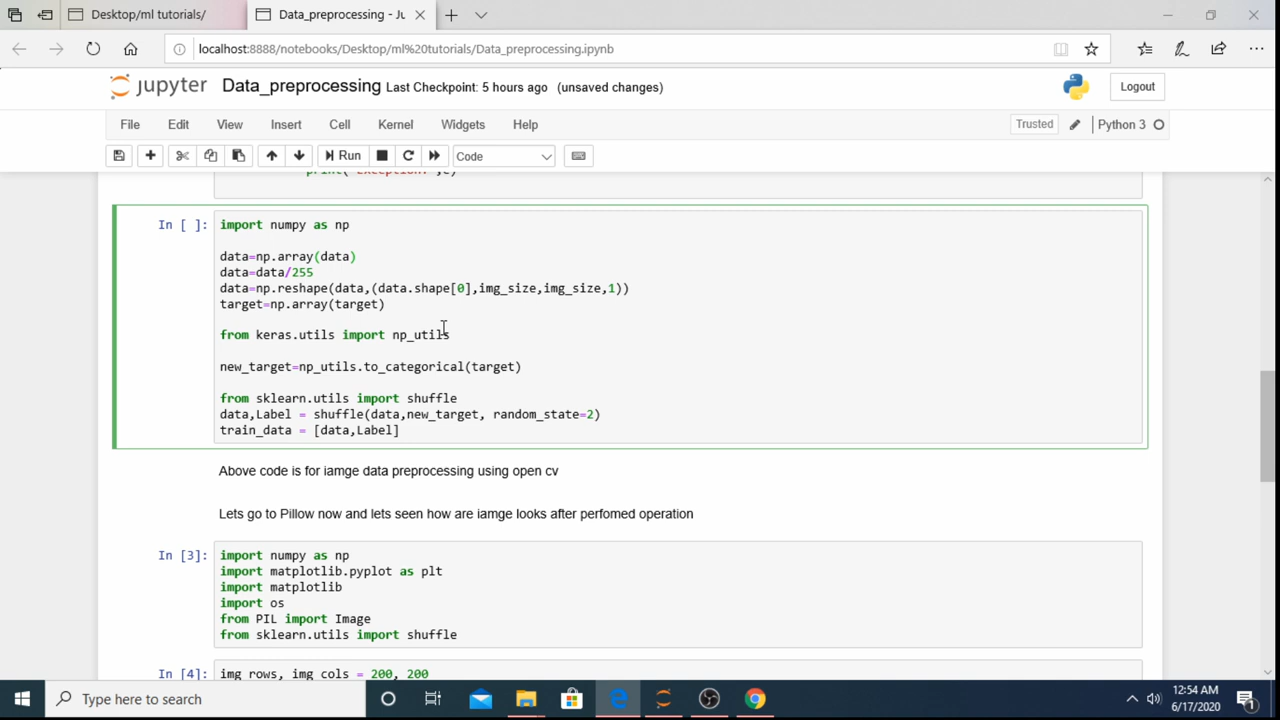 Desktop/ml tutorials/
Data_preprocessing - Ju
localhost:8888/notebooks/Desktop/ml%20tutorials/Data_preprocessing.ipynb
jupyter Data_preprocessing Last Checkpoint: 5 hours ago (unsaved changes)
Logout
File Edit View Insert Cell Kernel Widgets Help
Trusted Python 3
Run Code
print("Exception:",e)
In [ ]:
import numpy as np
data=np.array(data)
data=data/255
data=np.reshape(data,(data.shape[0],img_size,img_size,1))
target=np.array(target)
from keras.utils import np_utils
new_target=np_utils.to_categorical(target)
from sklearn.utils import shuffle
data,Label = shuffle(data,new_target, random_state=2)
train_data = [data,Label]
Above code is for iamge data preprocessing using open cv
Lets go to Pillow now and lets seen how are iamge looks after perfomed operation
In [3]:
import numpy as np
import matplotlib.pyplot as plt
import matplotlib
import os
from PIL import Image
from sklearn.utils import shuffle
In [4]:
img rows, img cols = 200, 200
Type here to search
12:54 AM
6/17/2020
1